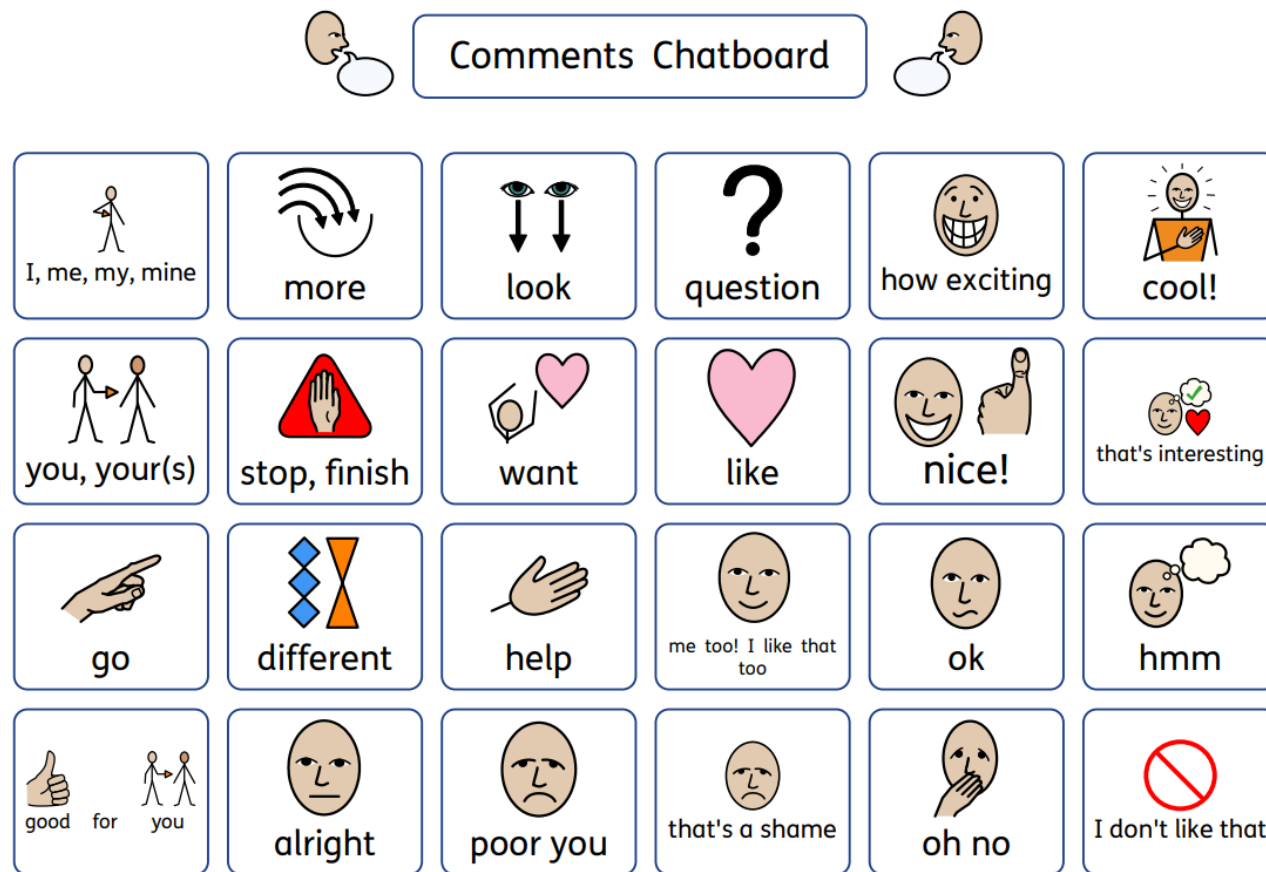 Comments Chatboard
I, me, my, mine
more
look
?
question
how exciting
cool!
you, your(s)
stop, finish
want
like
nice!
that's interesting
go
different
help
me too! I like that
too
ok
hmm
good for you
alright
poor you
that's a shame
oh no
I don't like that